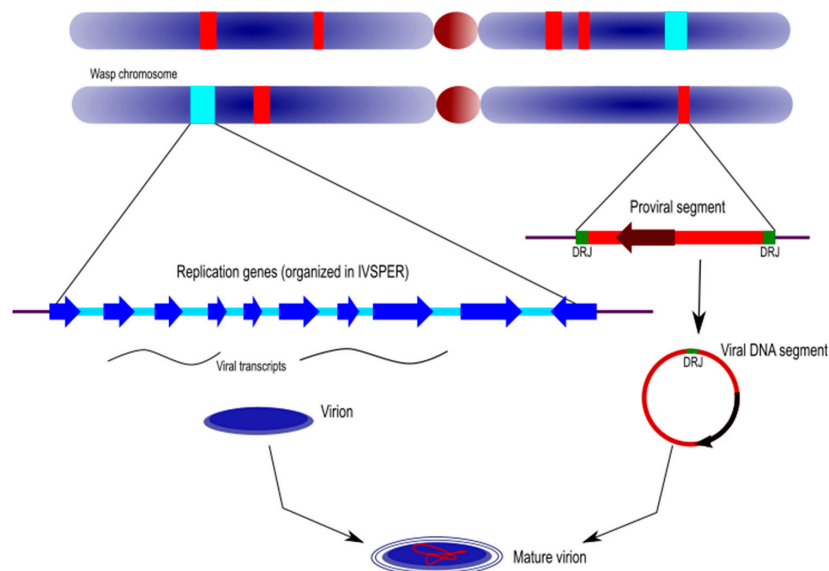 Wasp chromosome
Proviral segment
DRJ
DRJ
Replication genes (organized in IVSPER)
Viral transcripts
Viral DNA segment
DRJ
Virion
Mature virion